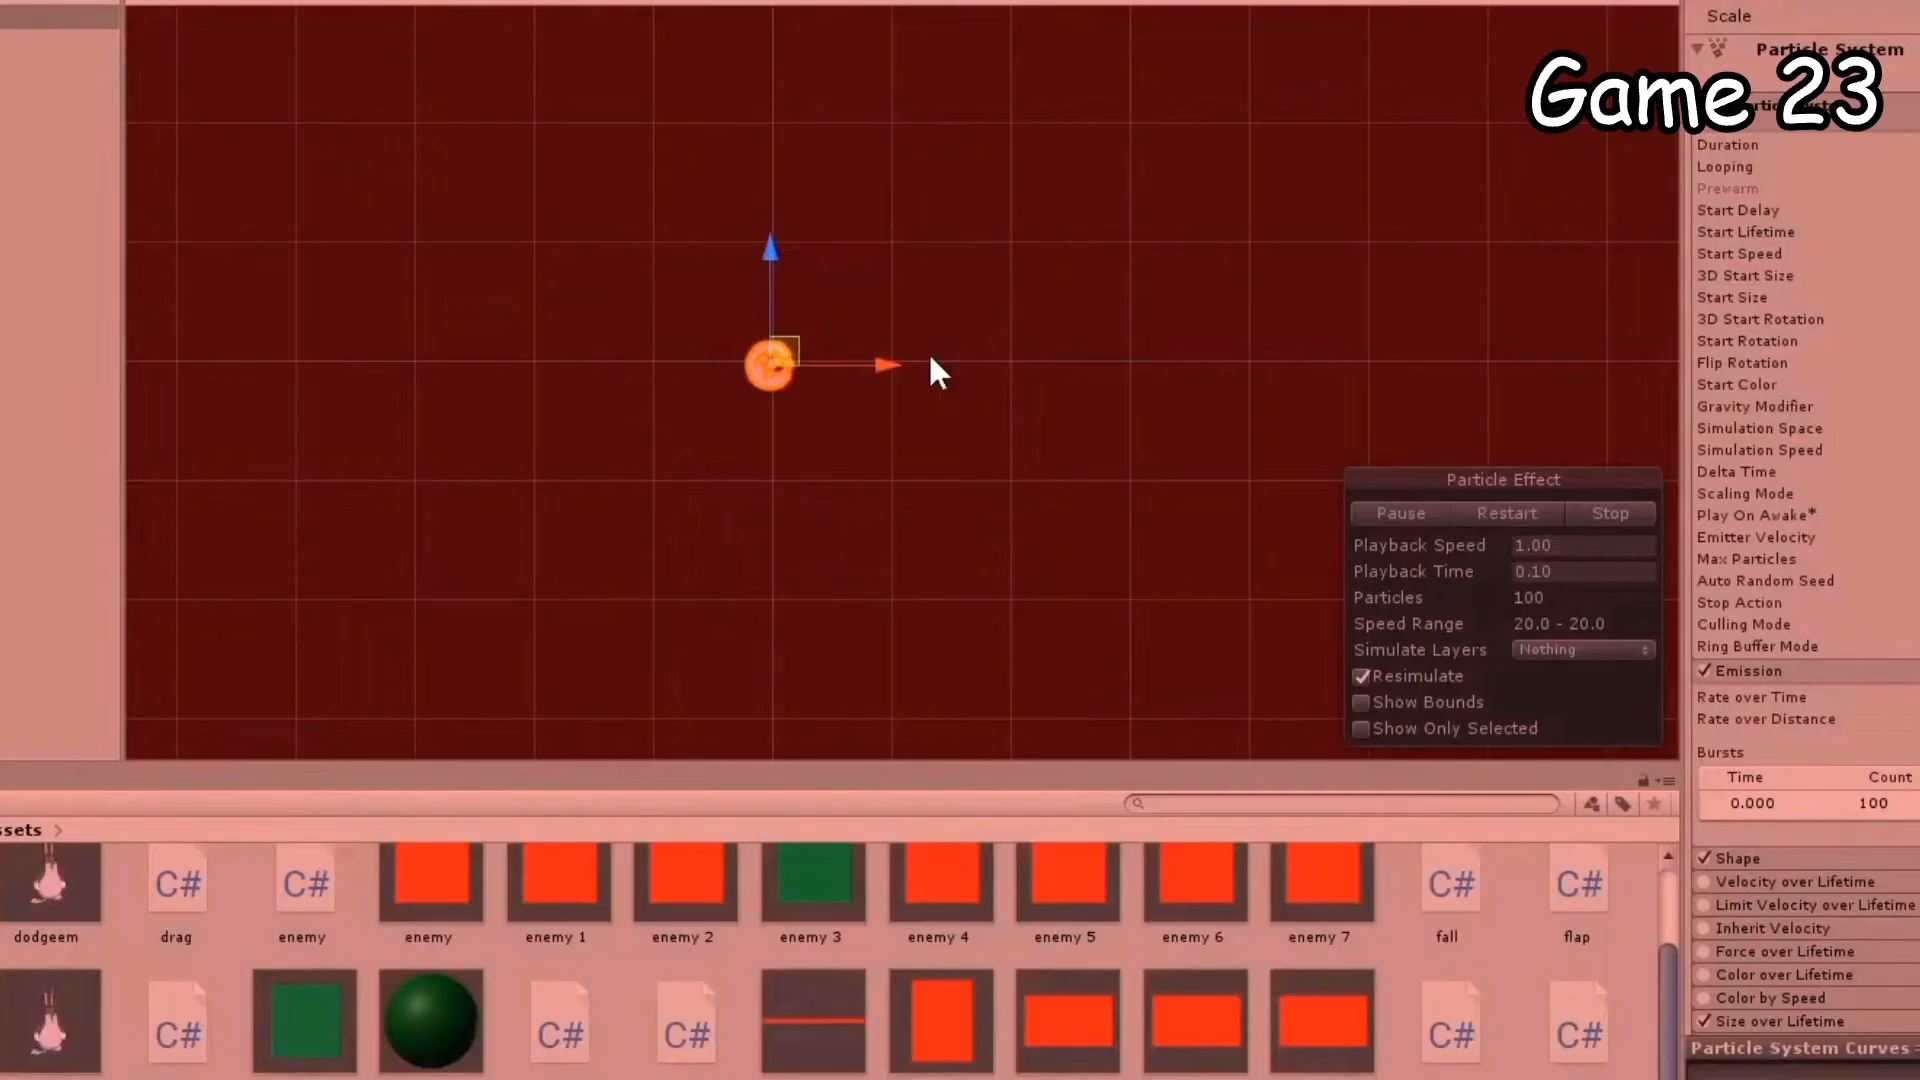 Scale
Particle System
Game 23
Duration
Looping
Prewarm
Start Delay
Start Lifetime
Start Speed
3D Start Size
Start Size
3D Start Rotation
Start Rotation
Flip Rotation
Start Color
Gravity Modifier
Simulation Space
Simulation Speed
Delta Time
Scaling Mode
Play On Awake*
Emitter Velocity
Max Particles
Auto Random Seed
Stop Action
Culling Mode
Ring Buffer Mode
Emission
Rate over Time
Rate over Distance
Bursts
Time Count
0.000 100
Shape
Velocity over Lifetime
Limit Velocity over Lifetime
Inherit Velocity
Force over Lifetime
Color over Lifetime
Color by Speed
Size over Lifetime
Particle System Curves
Particle Effect
Pause Restart Stop
Playback Speed 1.00
Playback Time 0.10
Particles 100
Speed Range 20.0 - 20.0
Simulate Layers Nothing
Resimulate
Show Bounds
Show Only Selected
ssets >
C# C# C# C#
dodgeem drag enemy enemy enemy 1 enemy 2 enemy 3 enemy 4 enemy 5 enemy 6 enemy 7 fall flap
C# C# C# C# C#